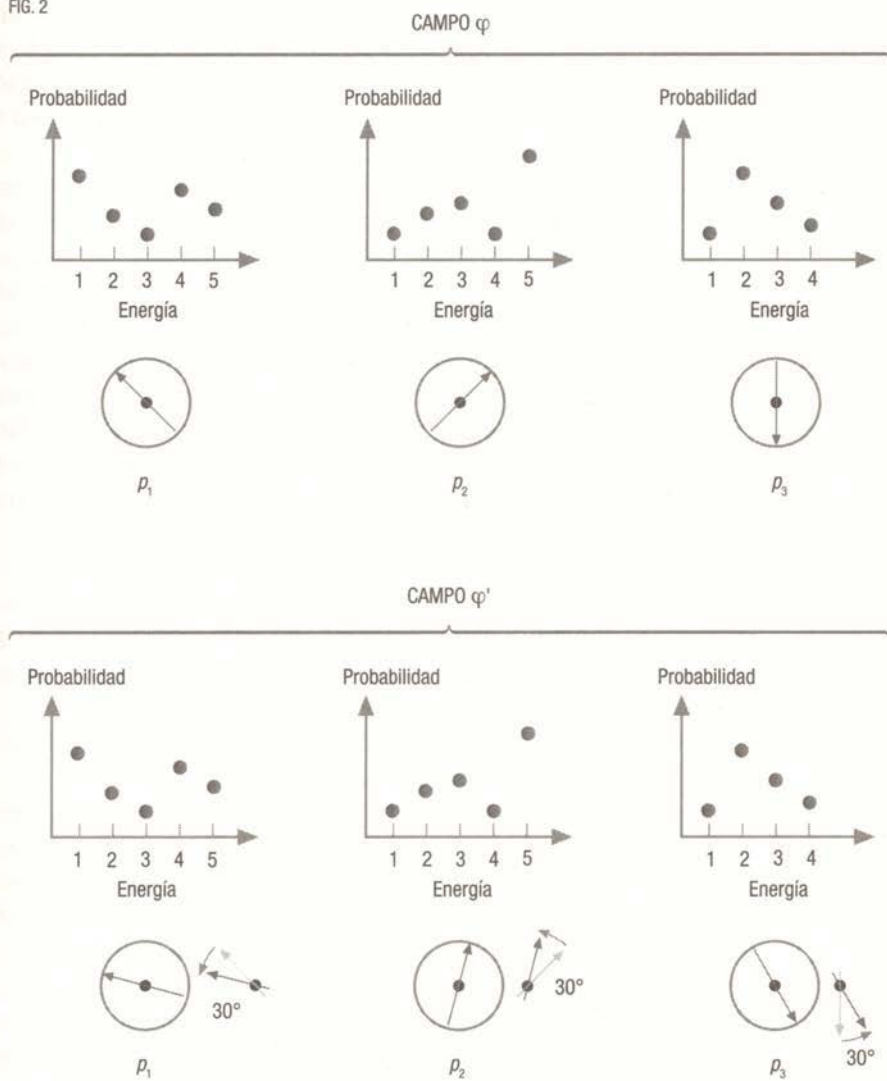 FIG. 2
CAMPO φ
Probabilidad Probabilidad Probabilidad
1 2 3 4 5 1 2 3 4 5 1 2 3 4
Energía Energía Energía
p₁ p₂ p₃
CAMPO φ'
Probabilidad Probabilidad Probabilidad
1 2 3 4 5 1 2 3 4 5 1 2 3 4
Energía Energía Energía
30° 30° 30°
p₁ p₂ p₃